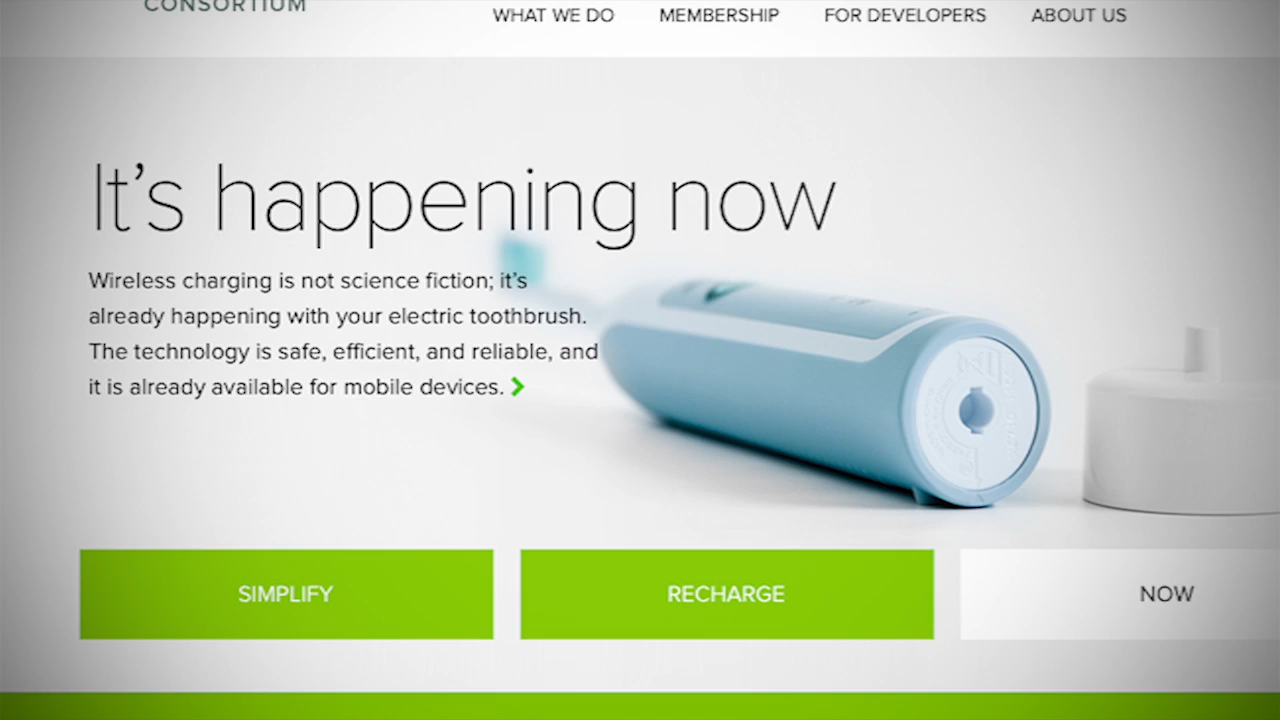 CONSORTIUM
WHAT WE DO MEMBERSHIP FOR DEVELOPERS ABOUT US
It's happening now
Wireless charging is not science fiction; it's
already happening with your electric toothbrush.
The technology is safe, efficient, and reliable, and
it is already available for mobile devices.
SIMPLIFY RECHARGE NOW